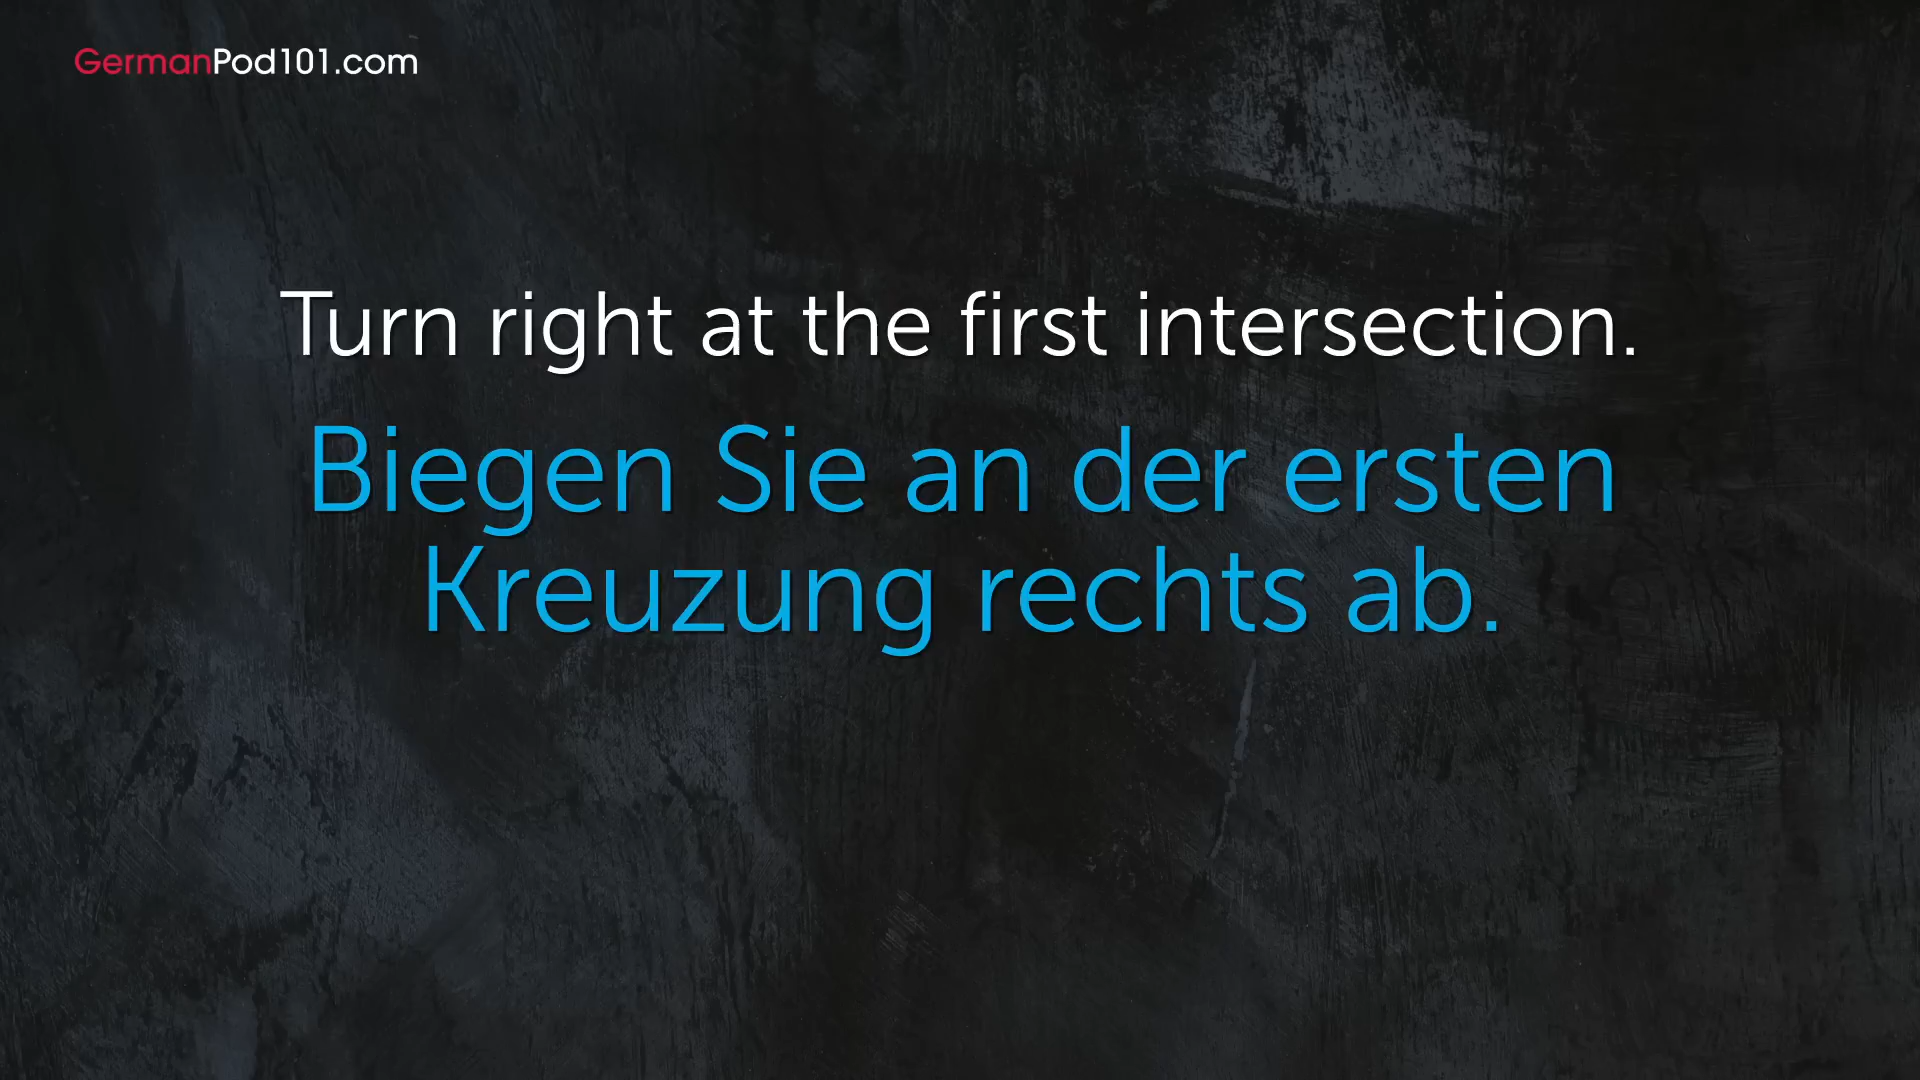 GermanPod101.com
Turn right at the first intersection.
Biegen Sie an der ersten
Kreuzung rechts ab.